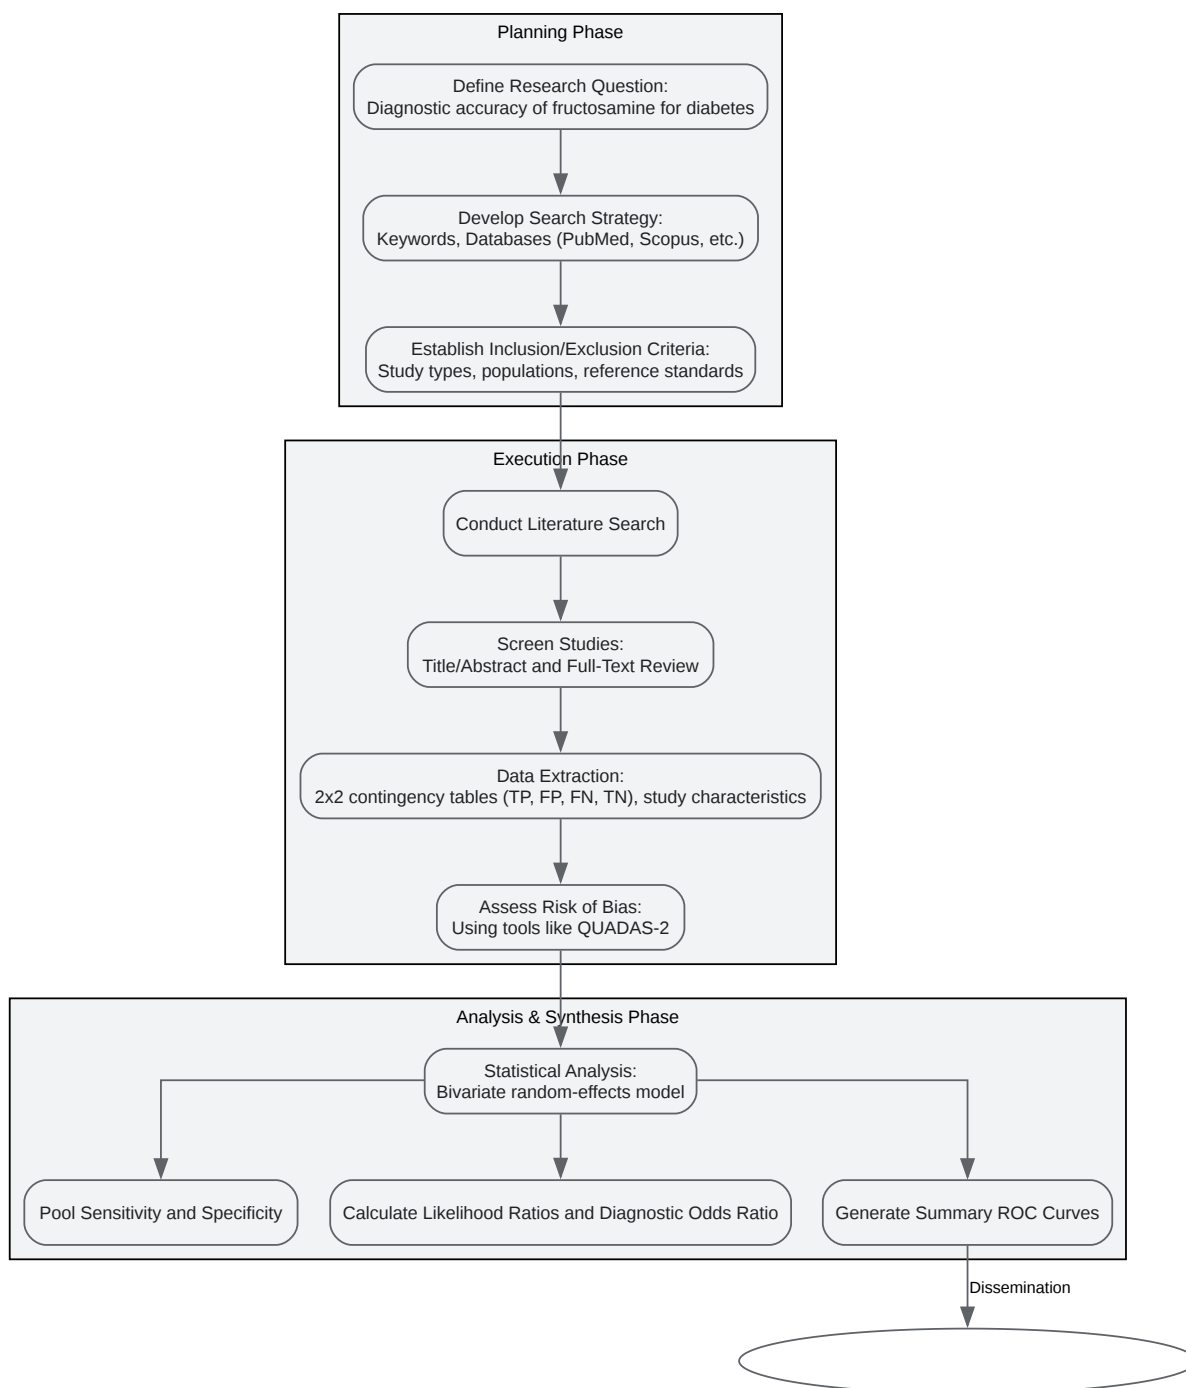 Planning Phase
Define Research Question:
Diagnostic accuracy of fructosamine for diabetes
Develop Search Strategy:
Keywords, Databases (PubMed, Scopus, etc.)
Establish Inclusion/Exclusion Criteria:
Study types, populations, reference standards
Execution Phase
Conduct Literature Search
Screen Studies:
Title/Abstract and Full-Text Review
Data Extraction:
2x2 contingency tables (TP, FP, FN, TN), study characteristics
Assess Risk of Bias:
Using tools like QUADAS-2
Analysis & Synthesis Phase
Statistical Analysis:
Bivariate random-effects model
Pool Sensitivity and Specificity
Calculate Likelihood Ratios and Diagnostic Odds Ratio
Generate Summary ROC Curves
Dissemination